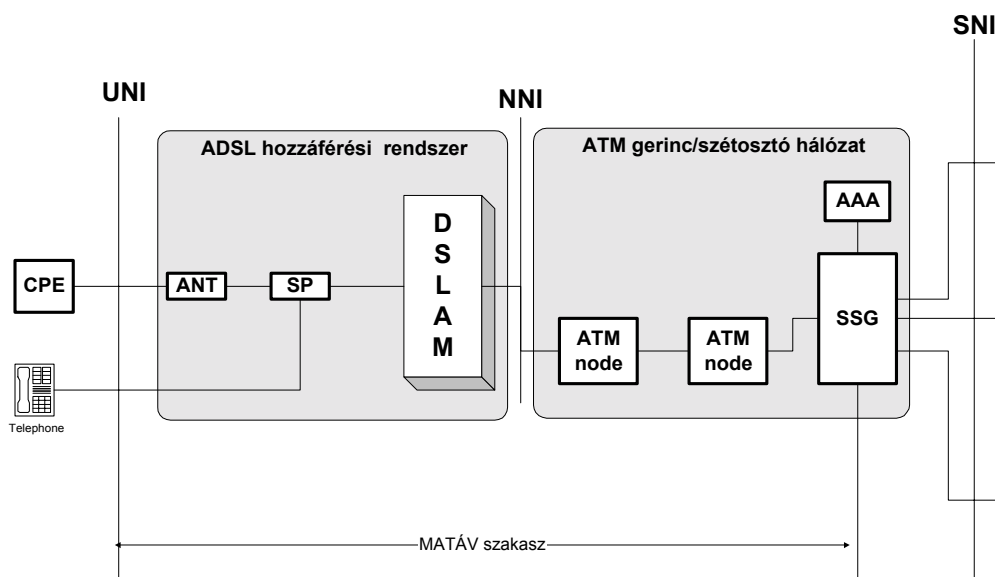 SNI
UNI
NNI
ADSL hozzáférési rendszer
ATM gerinc/szétosztó hálózat
AAA
DSLAM
CPE
ANT
SP
SSG
ATM
node
ATM
node
Telephone
MATÁV szakasz